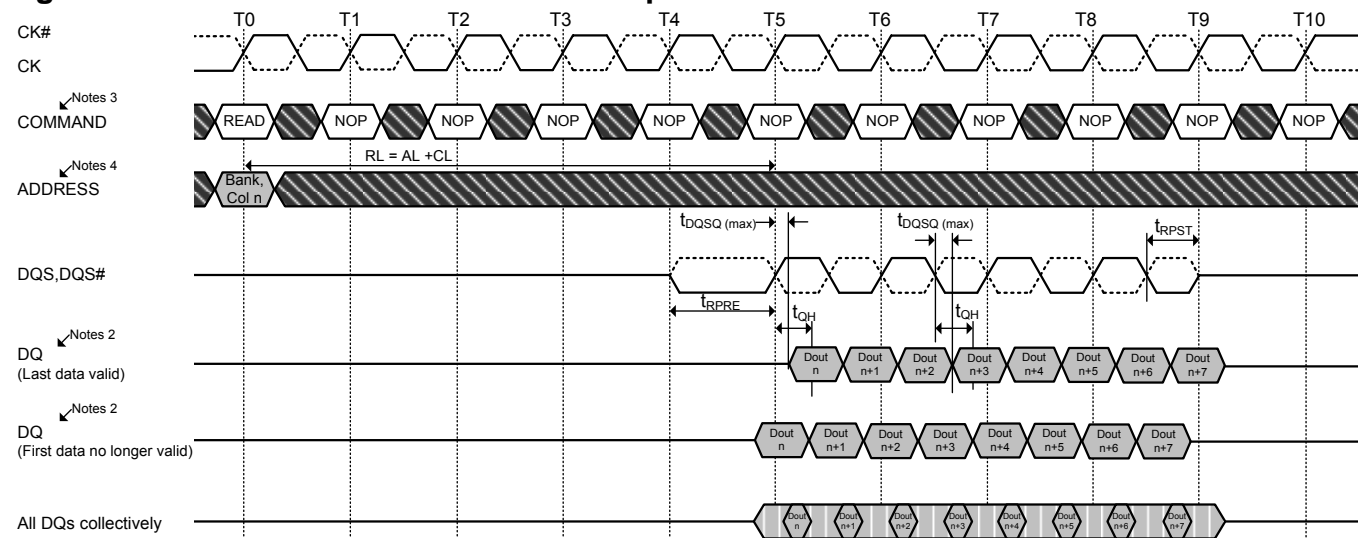 T0 T1 T2 T3 T4 T5 T6 T7 T8 T9 T10
CK#
CK
Notes 3
COMMAND
READ NOP NOP NOP NOP NOP NOP NOP NOP NOP NOP
RL = AL +CL
Notes 4
ADDRESS
Bank,
Col n
tDQSQ (max) tDQSQ (max) tRPST
DQS,DQS#
tRPRE tQH tQH
Notes 2
DQ
(Last data valid)
Dout n Dout n+1 Dout n+2 Dout n+3 Dout n+4 Dout n+5 Dout n+6 Dout n+7
Notes 2
DQ
(First data no longer valid)
Dout n Dout n+1 Dout n+2 Dout n+3 Dout n+4 Dout n+5 Dout n+6 Dout n+7
All DQs collectively
Dout n Dout n+1 Dout n+2 Dout n+3 Dout n+4 Dout n+5 Dout n+6 Dout n+7